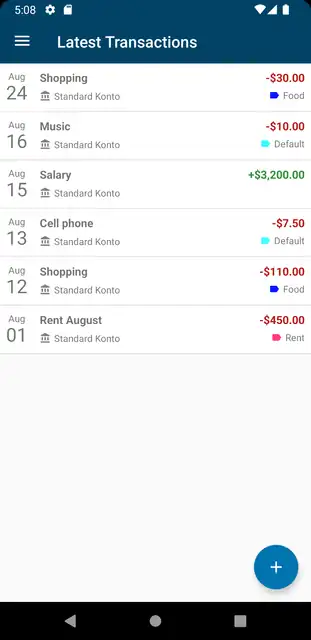 5:08
Latest Transactions
Aug
24
Shopping
-$30.00
Standard Konto
Food
Aug
16
Music
-$10.00
Standard Konto
Default
Aug
15
Salary
+$3,200.00
Standard Konto
Aug
13
Cell phone
-$7.50
Standard Konto
Default
Aug
12
Shopping
-$110.00
Standard Konto
Food
Aug
01
Rent August
-$450.00
Standard Konto
Rent